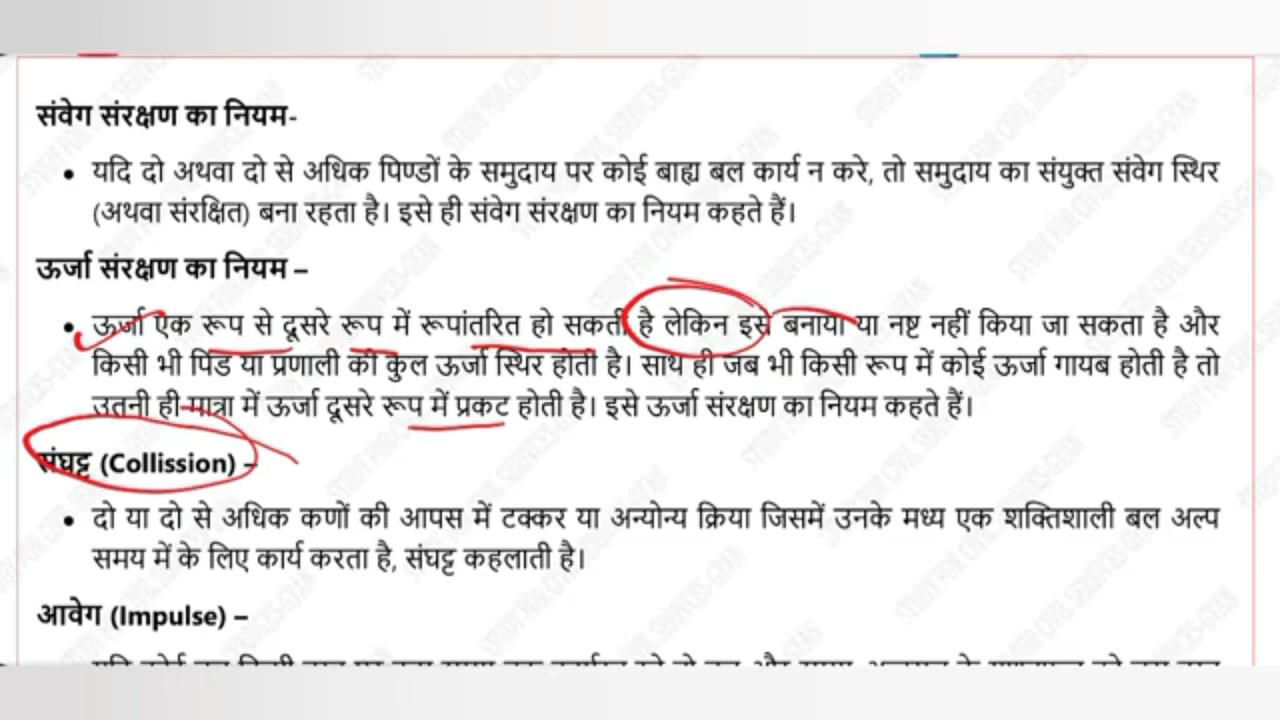 संवेग संरक्षण का नियम-
• यदि दो अथवा दो से अधिक पिण्डों के समुदाय पर कोई बाह्य बल कार्य न करे, तो समुदाय का संयुक्त संवेग स्थिर
(अथवा संरक्षित) बना रहता है। इसे ही संवेग संरक्षण का नियम कहते हैं।
ऊर्जा संरक्षण का नियम –
• ऊर्जा एक रूप से दूसरे रूप में रूपांतरित हो सकती है लेकिन इसे बनाया या नष्ट नहीं किया जा सकता है और
किसी भी पिंड या प्रणाली की कुल ऊर्जा स्थिर होती है। साथ ही जब भी किसी रूप में कोई ऊर्जा गायब होती है तो
उतनी ही मात्रा में ऊर्जा दूसरे रूप में प्रकट होती है। इसे ऊर्जा संरक्षण का नियम कहते हैं।
संघट्ट (Collission) –
• दो या दो से अधिक कणों की आपस में टक्कर या अन्योन्य क्रिया जिसमें उनके मध्य एक शक्तिशाली बल अल्प
समय में के लिए कार्य करता है, संघट्ट कहलाती है।
आवेग (Impulse) –